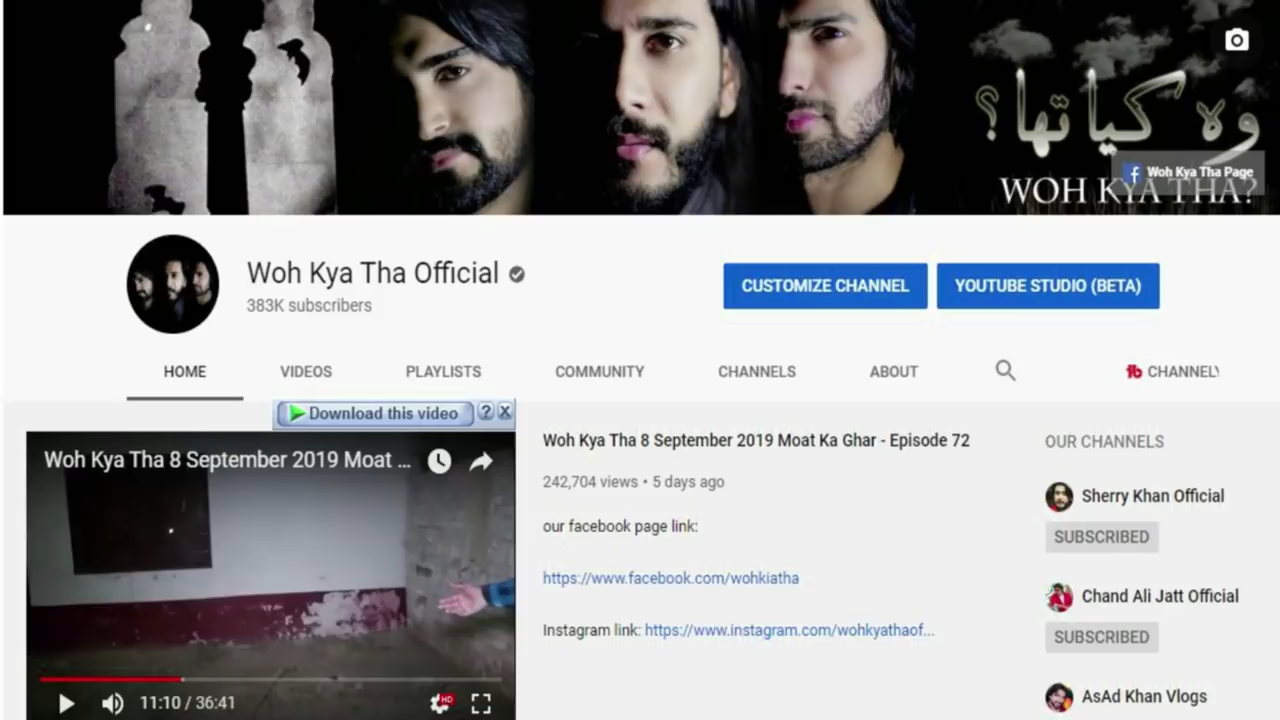 وہ کیا تھا؟
Woh Kya Tha Page
WOH KYA THA?
Woh Kya Tha Official
383K subscribers
CUSTOMIZE CHANNEL
YOUTUBE STUDIO (BETA)
HOME
VIDEOS
PLAYLISTS
COMMUNITY
CHANNELS
ABOUT
Download this video ? X
Woh Kya Tha 8 September 2019 Moat ...
HD
11:10 / 36:41
Woh Kya Tha 8 September 2019 Moat Ka Ghar - Episode 72
242,704 views • 5 days ago
our facebook page link:
https://www.facebook.com/wohkiatha
Instagram link: https://www.instagram.com/wohkyathaof...
OUR CHANNELS
Sherry Khan Official
SUBSCRIBED
Chand Ali Jatt Official
SUBSCRIBED
AsAd Khan Vlogs